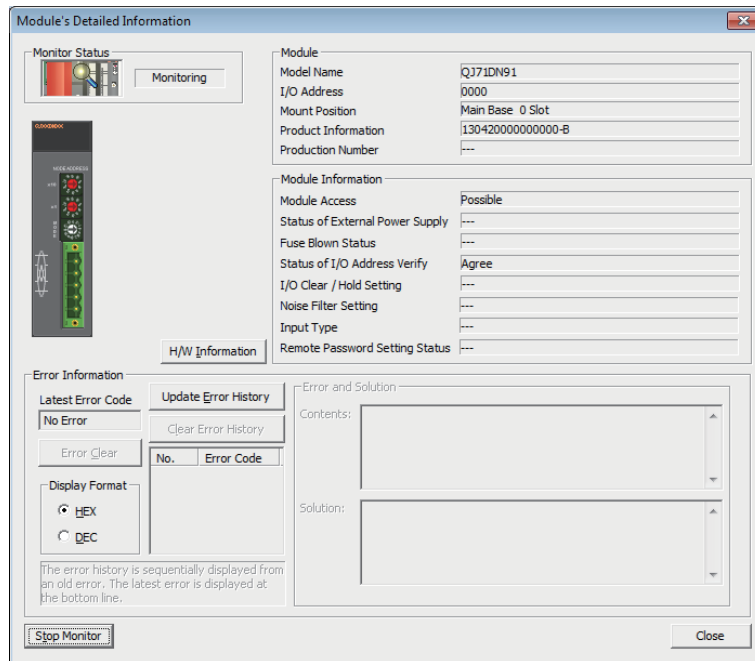 Module's Detailed Information
Monitor Status
Monitoring
Module
Model Name QJ71DN91
I/O Address 0000
Mount Position Main Base 0 Slot
Product Information 130420000000000-B
Production Number ---
NODE ADDRESS
Module Information
Module Access Possible
Status of External Power Supply ---
Fuse Blown Status ---
Status of I/O Address Verify Agree
I/O Clear / Hold Setting ---
Noise Filter Setting ---
Input Type ---
Remote Password Setting Status ---
H/W Information
Error Information
Latest Error Code
No Error
Error Clear
Display Format
HEX
DEC
Update Error History
Clear Error History
No. Error Code
The error history is sequentially displayed from
an old error. The latest error is displayed at
the bottom line.
Error and Solution
Contents:
Solution:
Stop Monitor
Close